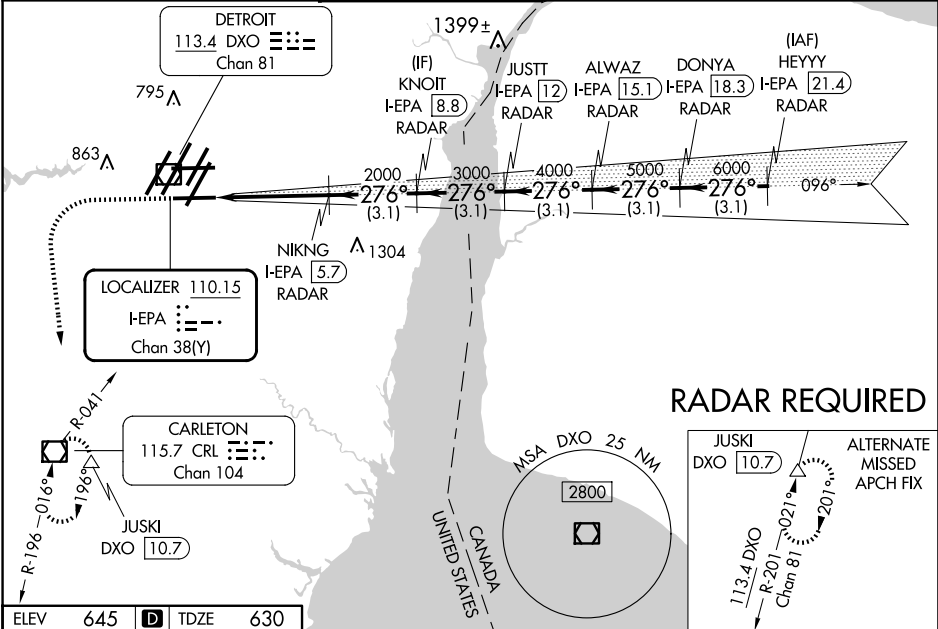 DETROIT
113.4 DXO
Chan 81
1399±
795
863
(IF)
KNOIT
I-EPA 8.8
RADAR
JUSTT
I-EPA 12
RADAR
ALWAZ
I-EPA 15.1
RADAR
DONYA
I-EPA 18.3
RADAR
(IAF)
HEYYY
I-EPA 21.4
RADAR
2000 3000 4000 5000 6000
276° 276° 276° 276° 276° 096°
(3.1) (3.1) (3.1) (3.1) (3.1)
NIKNG
I-EPA 5.7
RADAR
1304
LOCALIZER 110.15
I-EPA
Chan 38(Y)
R-041
CARLETON
115.7 CRL
Chan 104
016°
196°
R-196
JUSKI
DXO 10.7
CANADA
UNITED STATES
MSA DXO 25 NM
2800
RADAR REQUIRED
JUSKI
DXO 10.7
ALTERNATE
MISSED
APCH FIX
021°
201°
113.4 DXO
R-201
Chan 81
ELEV 645 D TDZE 630